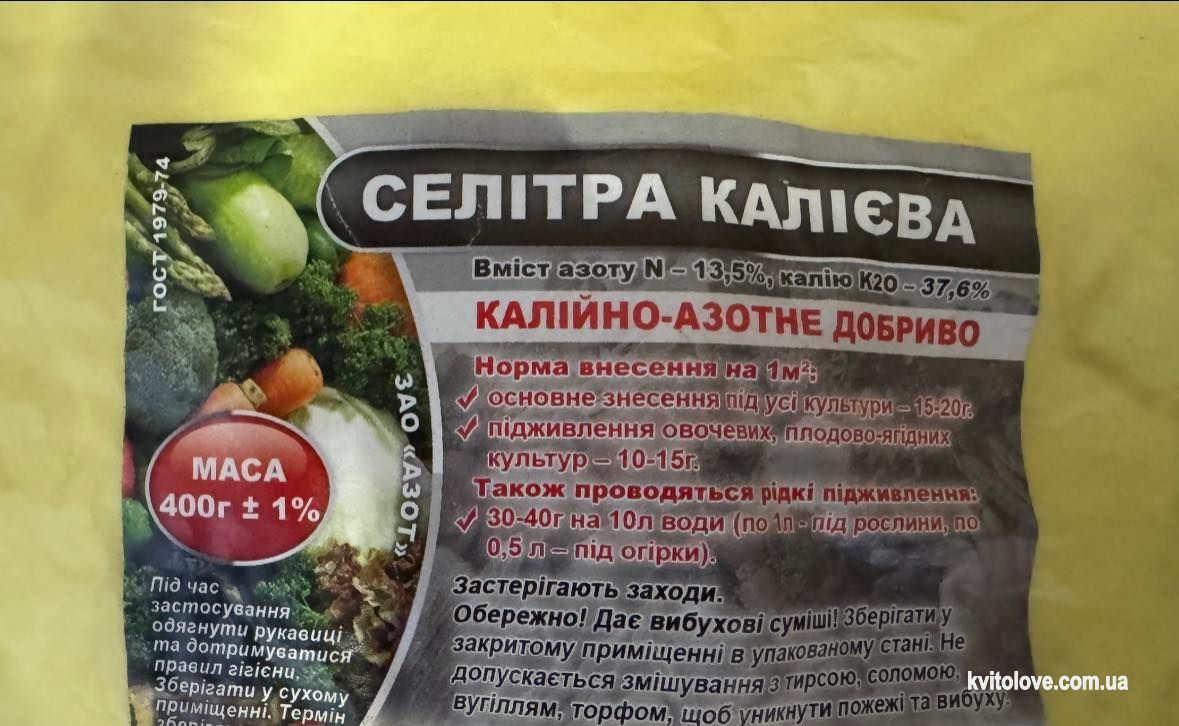 ГОСТ 1979-74
СЕЛІТРА КАЛІЄВА
Вміст азоту N – 13,5%, калію К2О – 37,6%
КАЛІЙНО-АЗОТНЕ ДОБРИВО
Норма внесення на 1м²:
основне знесення під усі культури – 15-20г.
підживлення овочевих, плодово-ягідних
культур – 10-15г.
Також проводяться рідкі підживлення:
30-40г на 10л води (по 1л - під рослини, по
0,5 л – під огірки).
ЗАО «АЗОТ»
МАСА
400г ± 1%
Під час
застосування
одягнути рукавиці
та дотримуватися
правил гігієни.
Зберігати у сухому
приміщенні. Термін
Застерігають заходи.
Обережно! Дає вибухові суміші! Зберігати у
закритому приміщенні в упакованому стані. Не
допускається змішування з тирсою, соломою,
вугіллям, торфом, щоб уникнути пожежі та вибуху.
kvitolove.com.ua